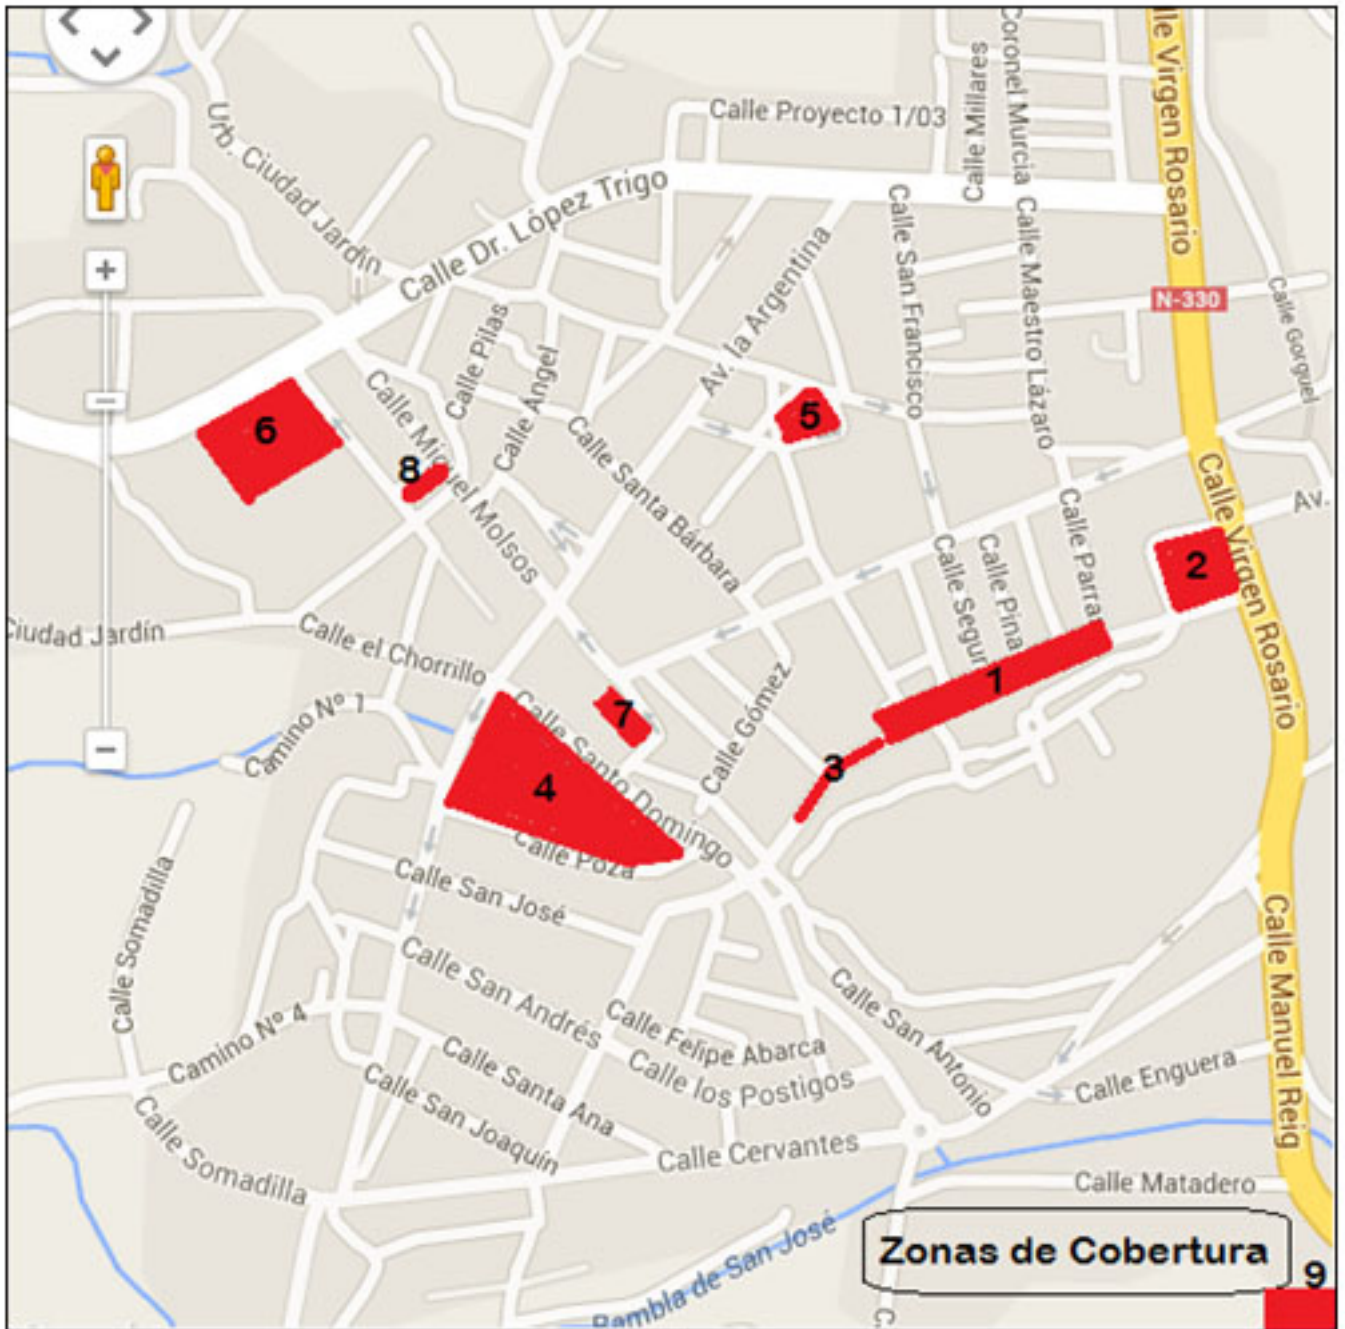 Calle Virgen Rosario
Coronel Murcia
Calle Millares
Calle Proyecto 1/03
Urb. Ciudad Jardín
Calle Dr. López Trigo
Calle San Francisco
Calle Maestro Lázaro
Av. la Argentina
N-330
Calle Gorguel
Calle Pilas
Calle Angel
Calle Miguel Molsos
Calle Santa Bárbara
5
6
8
Calle Virgen Rosario
Av.
Calle Parras
Calle Pina
Calle Segura
2
Ciudad Jardín
Calle el Chorrillo
1
Camino Nº 1
Calle Santo Domingo
7
Calle Gómez
3
4
Calle Poza
Calle San José
Calle Somadilla
Calle San Andrés
Calle Manuel Reig
Calle San Antonio
Camino Nº 4
Calle Felipe Abarca
Calle los Postigos
Calle Enguera
Calle Santa Ana
Calle San Joaquín
Calle Somadilla
Calle Cervantes
Calle Matadero
Rambla de San José
Zonas de Cobertura
9